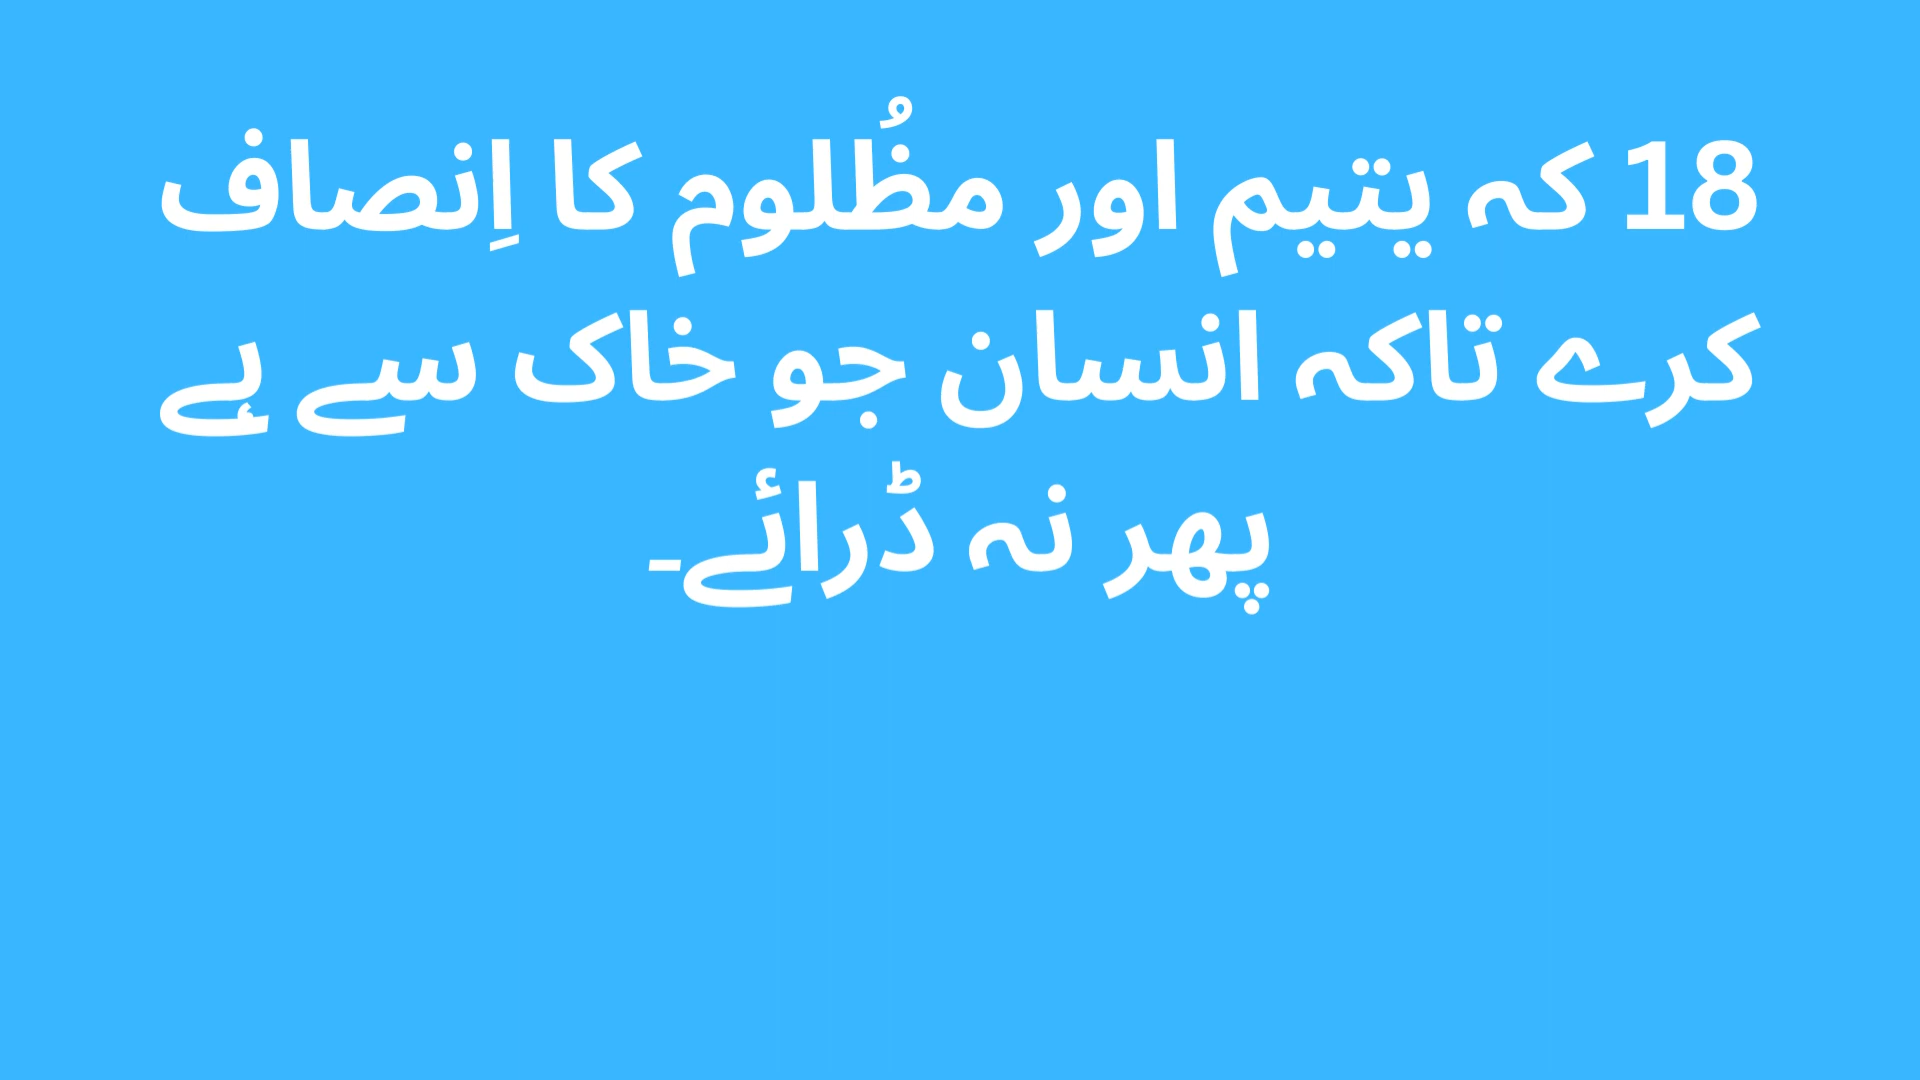 18 کہ یتیم اور مظُلوم کا اِنصاف
کرے تاکہ انسان جو خاک سے ہے
پھر نہ ڈرائے۔